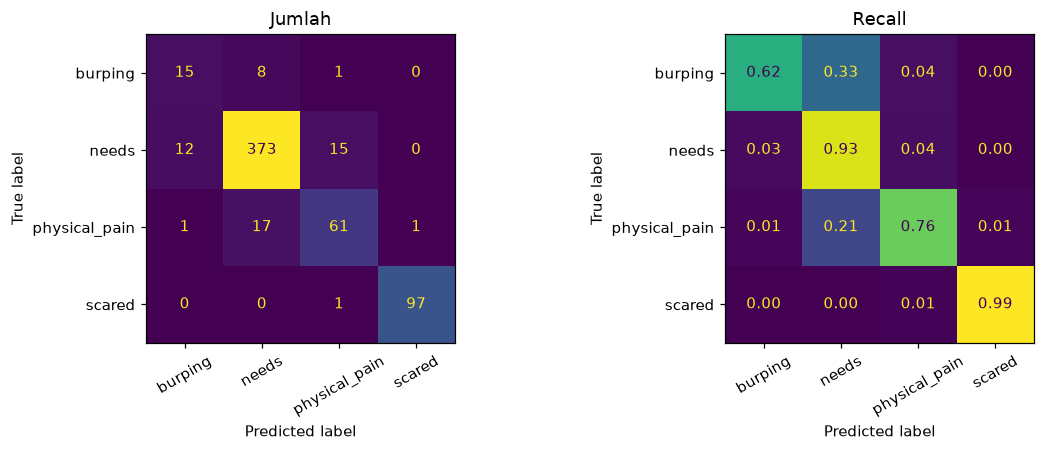 Jumlah
True label
burping 15 8 1 0
needs 12 373 15 0
physical_pain 1 17 61 1
scared 0 0 1 97
burping needs physical_pain scared
Predicted label
Recall
True label
burping 0.62 0.33 0.04 0.00
needs 0.03 0.93 0.04 0.00
physical_pain 0.01 0.21 0.76 0.01
scared 0.00 0.00 0.01 0.99
burping needs physical_pain scared
Predicted label